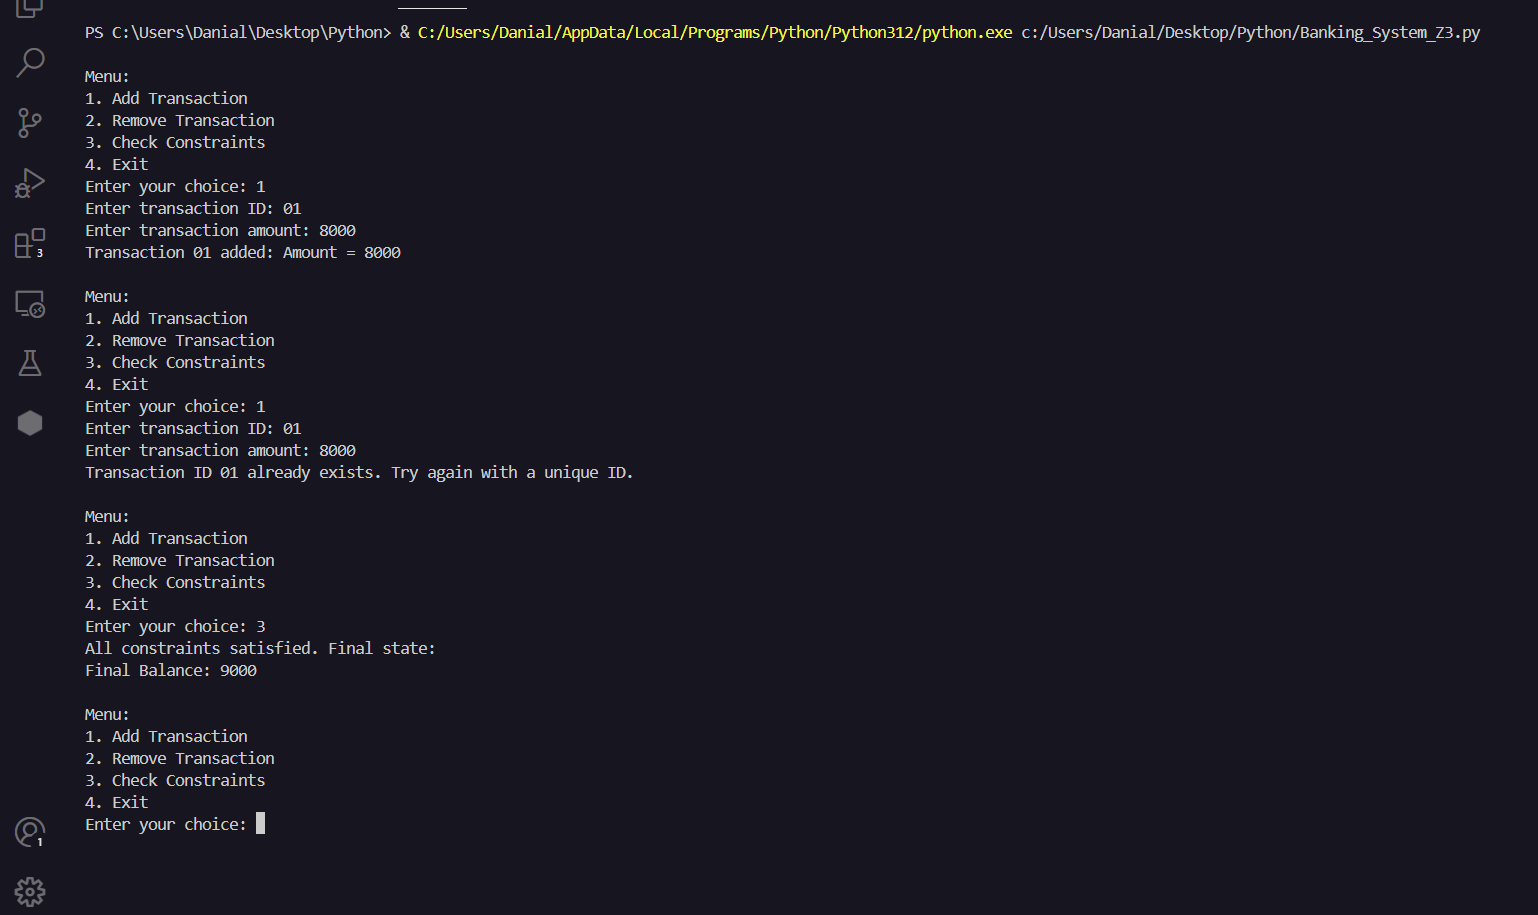 PS C:\Users\Danial\Desktop\Python> & C:/Users/Danial/AppData/Local/Programs/Python/Python312/python.exe c:/Users/Danial/Desktop/Python/Banking_System_Z3.py
Menu:
1. Add Transaction
2. Remove Transaction
3. Check Constraints
4. Exit
Enter your choice: 1
Enter transaction ID: 01
Enter transaction amount: 8000
Transaction 01 added: Amount = 8000
Menu:
1. Add Transaction
2. Remove Transaction
3. Check Constraints
4. Exit
Enter your choice: 1
Enter transaction ID: 01
Enter transaction amount: 8000
Transaction ID 01 already exists. Try again with a unique ID.
Menu:
1. Add Transaction
2. Remove Transaction
3. Check Constraints
4. Exit
Enter your choice: 3
All constraints satisfied. Final state:
Final Balance: 9000
Menu:
1. Add Transaction
2. Remove Transaction
3. Check Constraints
4. Exit
Enter your choice:
3
1